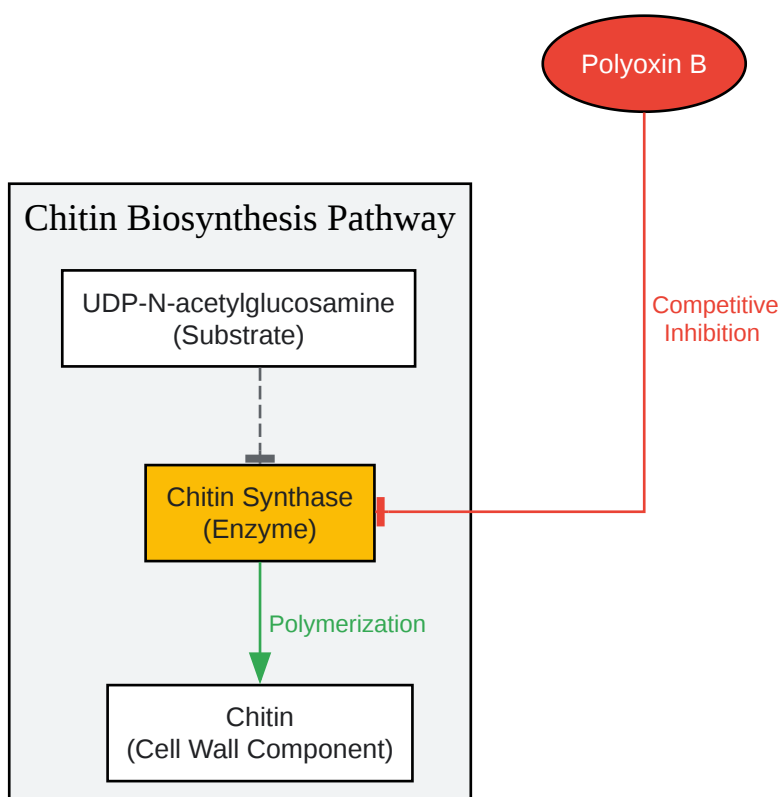 Polyoxin B
Chitin Biosynthesis Pathway
UDP-N-acetylglucosamine
(Substrate)
Competitive
Inhibition
Chitin Synthase
(Enzyme)
Polymerization
Chitin
(Cell Wall Component)